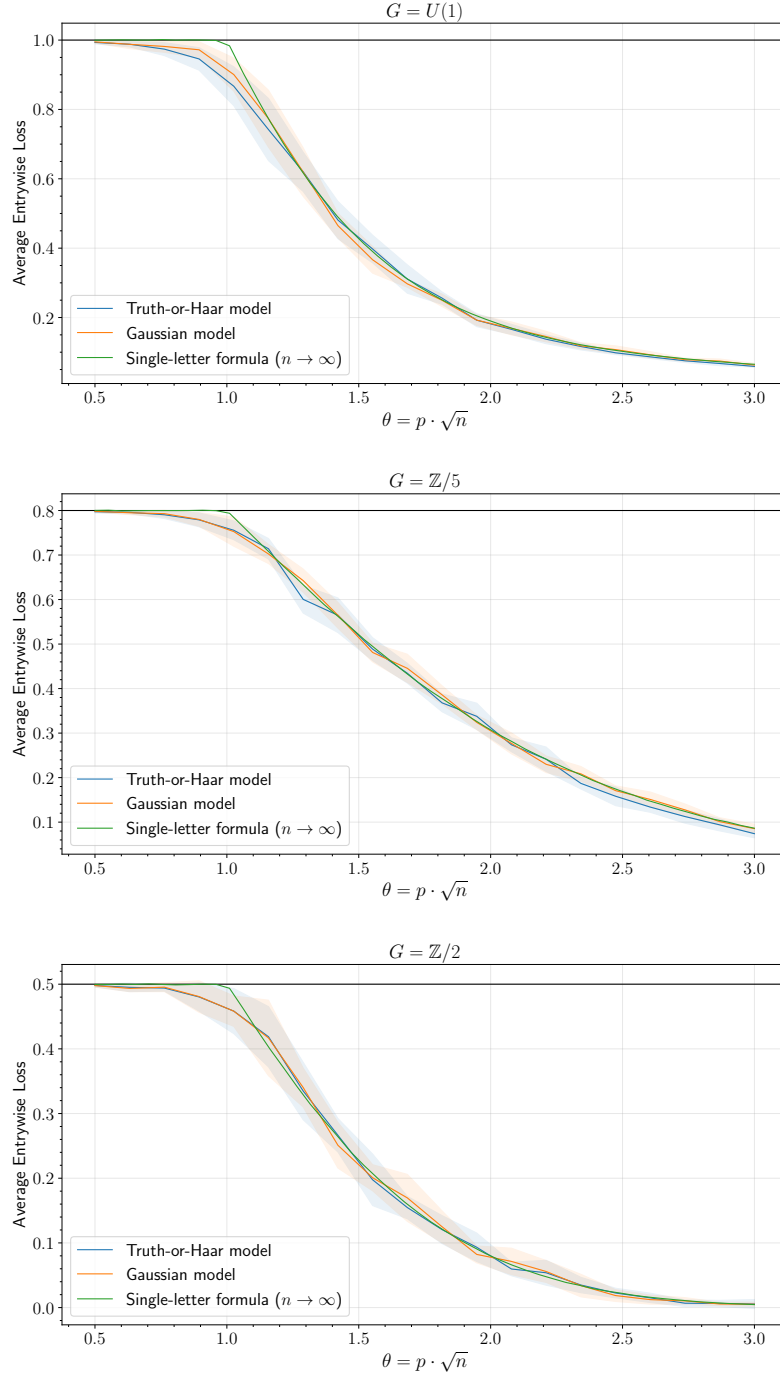 G = U(1)
1.0
0.8
0.6
0.4
0.2
Average Entrywise Loss
Truth-or-Haar model
Gaussian model
Single-letter formula (n → ∞)
0.5 1.0 1.5 2.0 2.5 3.0
θ = p · √n
G = ℤ/5
0.8
0.7
0.6
0.5
0.4
0.3
0.2
0.1
Average Entrywise Loss
Truth-or-Haar model
Gaussian model
Single-letter formula (n → ∞)
0.5 1.0 1.5 2.0 2.5 3.0
θ = p · √n
G = ℤ/2
0.5
0.4
0.3
0.2
0.1
0.0
Average Entrywise Loss
Truth-or-Haar model
Gaussian model
Single-letter formula (n → ∞)
0.5 1.0 1.5 2.0 2.5 3.0
θ = p · √n